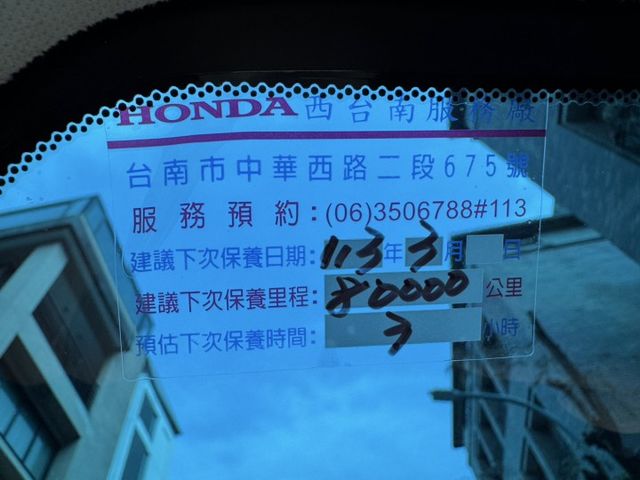 HONDA 西台南服務廠
台南市中華西路二段675號
服務預約：(06)3506788#113
建議下次保養日期：113年3月 日
建議下次保養里程：80000公里
預估下次保養時間：3小時